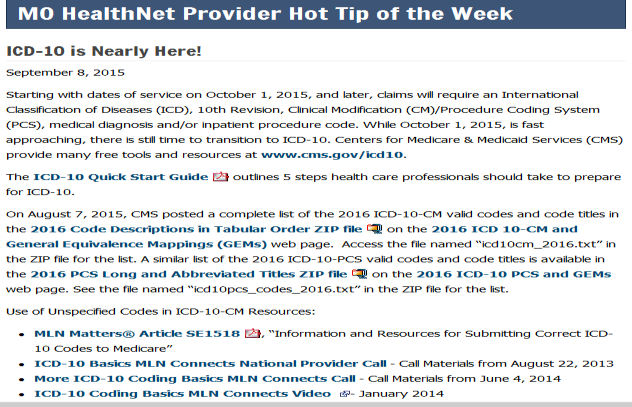 MO HealthNet Provider Hot Tip of the Week
ICD-10 is Nearly Here!
September 8, 2015
Starting with dates of service on October 1, 2015, and later, claims will require an International
Classification of Diseases (ICD), 10th Revision, Clinical Modification (CM)/Procedure Coding System
(PCS), medical diagnosis and/or inpatient procedure code. While October 1, 2015, is fast
approaching, there is still time to transition to ICD-10. Centers for Medicare & Medicaid Services (CMS)
provide many free tools and resources at www.cms.gov/icd10.
The ICD-10 Quick Start Guide outlines 5 steps health care professionals should take to prepare
for ICD-10.
On August 7, 2015, CMS posted a complete list of the 2016 ICD-10-CM valid codes and code titles in
the 2016 Code Descriptions in Tabular Order ZIP file on the 2016 ICD 10-CM and
General Equivalence Mappings (GEMs) web page. Access the file named "icd10cm_2016.txt" in
the ZIP file for the list. A similar list of the 2016 ICD-10-PCS valid codes and code titles is available in
the 2016 PCS Long and Abbreviated Titles ZIP file on the 2016 ICD-10 PCS and GEMs
web page. See the file named "icd10pcs_codes_2016.txt" in the ZIP file for the list.
Use of Unspecified Codes in ICD-10-CM Resources:
• MLN Matters® Article SE1518, "Information and Resources for Submitting Correct ICD-
10 Codes to Medicare"
• ICD-10 Basics MLN Connects National Provider Call - Call Materials from August 22, 2013
• More ICD-10 Coding Basics MLN Connects Call - Call Materials from June 4, 2014
• ICD-10 Coding Basics MLN Connects Video - January 2014